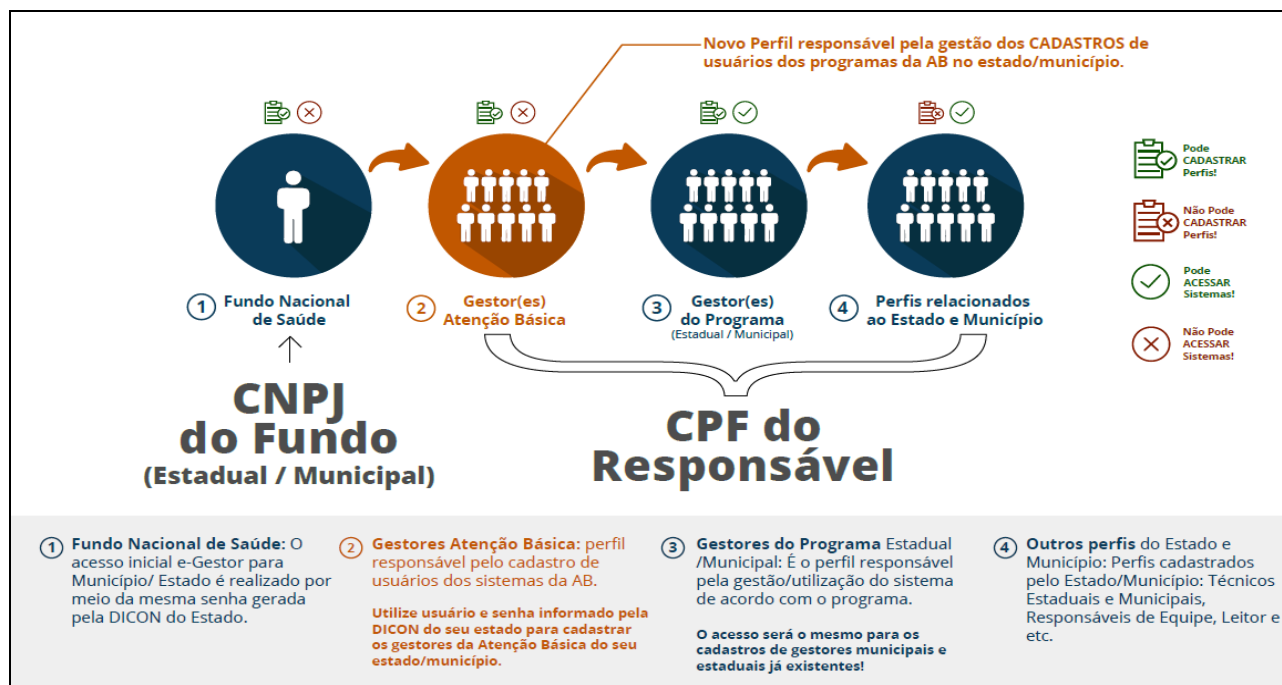 Novo Perfil responsável pela gestão dos CADASTROS de
usuários dos programas da AB no estado/município.
1 Fundo Nacional
de Saúde
2 Gestor(es)
Atenção Básica
3 Gestor(es)
do Programa
(Estadual / Municipal)
4 Perfis relacionados
ao Estado e Município
Pode
CADASTRAR
Perfis!
Não Pode
CADASTRAR
Perfis!
Pode
ACESSAR
Sistemas!
Não Pode
ACESSAR
Sistemas!
CNPJ
do Fundo
(Estadual / Municipal)
CPF do
Responsável
1 Fundo Nacional de Saúde: O
acesso inicial e-Gestor para
Município/ Estado é realizado por
meio da mesma senha gerada
pela DICON do Estado.
2 Gestores Atenção Básica: perfil
responsável pelo cadastro de
usuários dos sistemas da AB.
Utilize usuário e senha informado pela
DICON do seu estado para cadastrar
os gestores da Atenção Básica do seu
estado/município.
3 Gestores do Programa Estadual
/Municipal: É o perfil responsável
pela gestão/utilização do sistema
de acordo com o programa.
O acesso será o mesmo para os
cadastros de gestores municipais e
estaduais já existentes!
4 Outros perfis do Estado e
Município: Perfis cadastrados
pelo Estado/Município: Técnicos
Estaduais e Municipais,
Responsáveis de Equipe, Leitor e
etc.